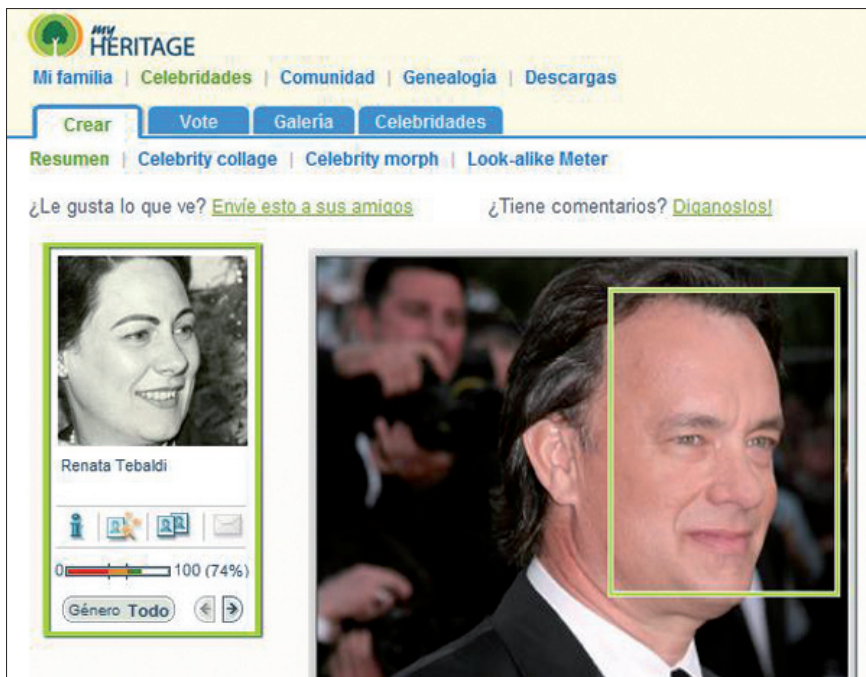 my
HERITAGE
Mi familia | Celebridades | Comunidad | Genealogía | Descargas
Crear Vote Galería Celebridades
Resumen | Celebrity collage | Celebrity morph | Look-alike Meter
¿Le gusta lo que ve? Envíe esto a sus amigos ¿Tiene comentarios? Díganoslos!
Renata Tebaldi
0 100 (74%)
Género Todo